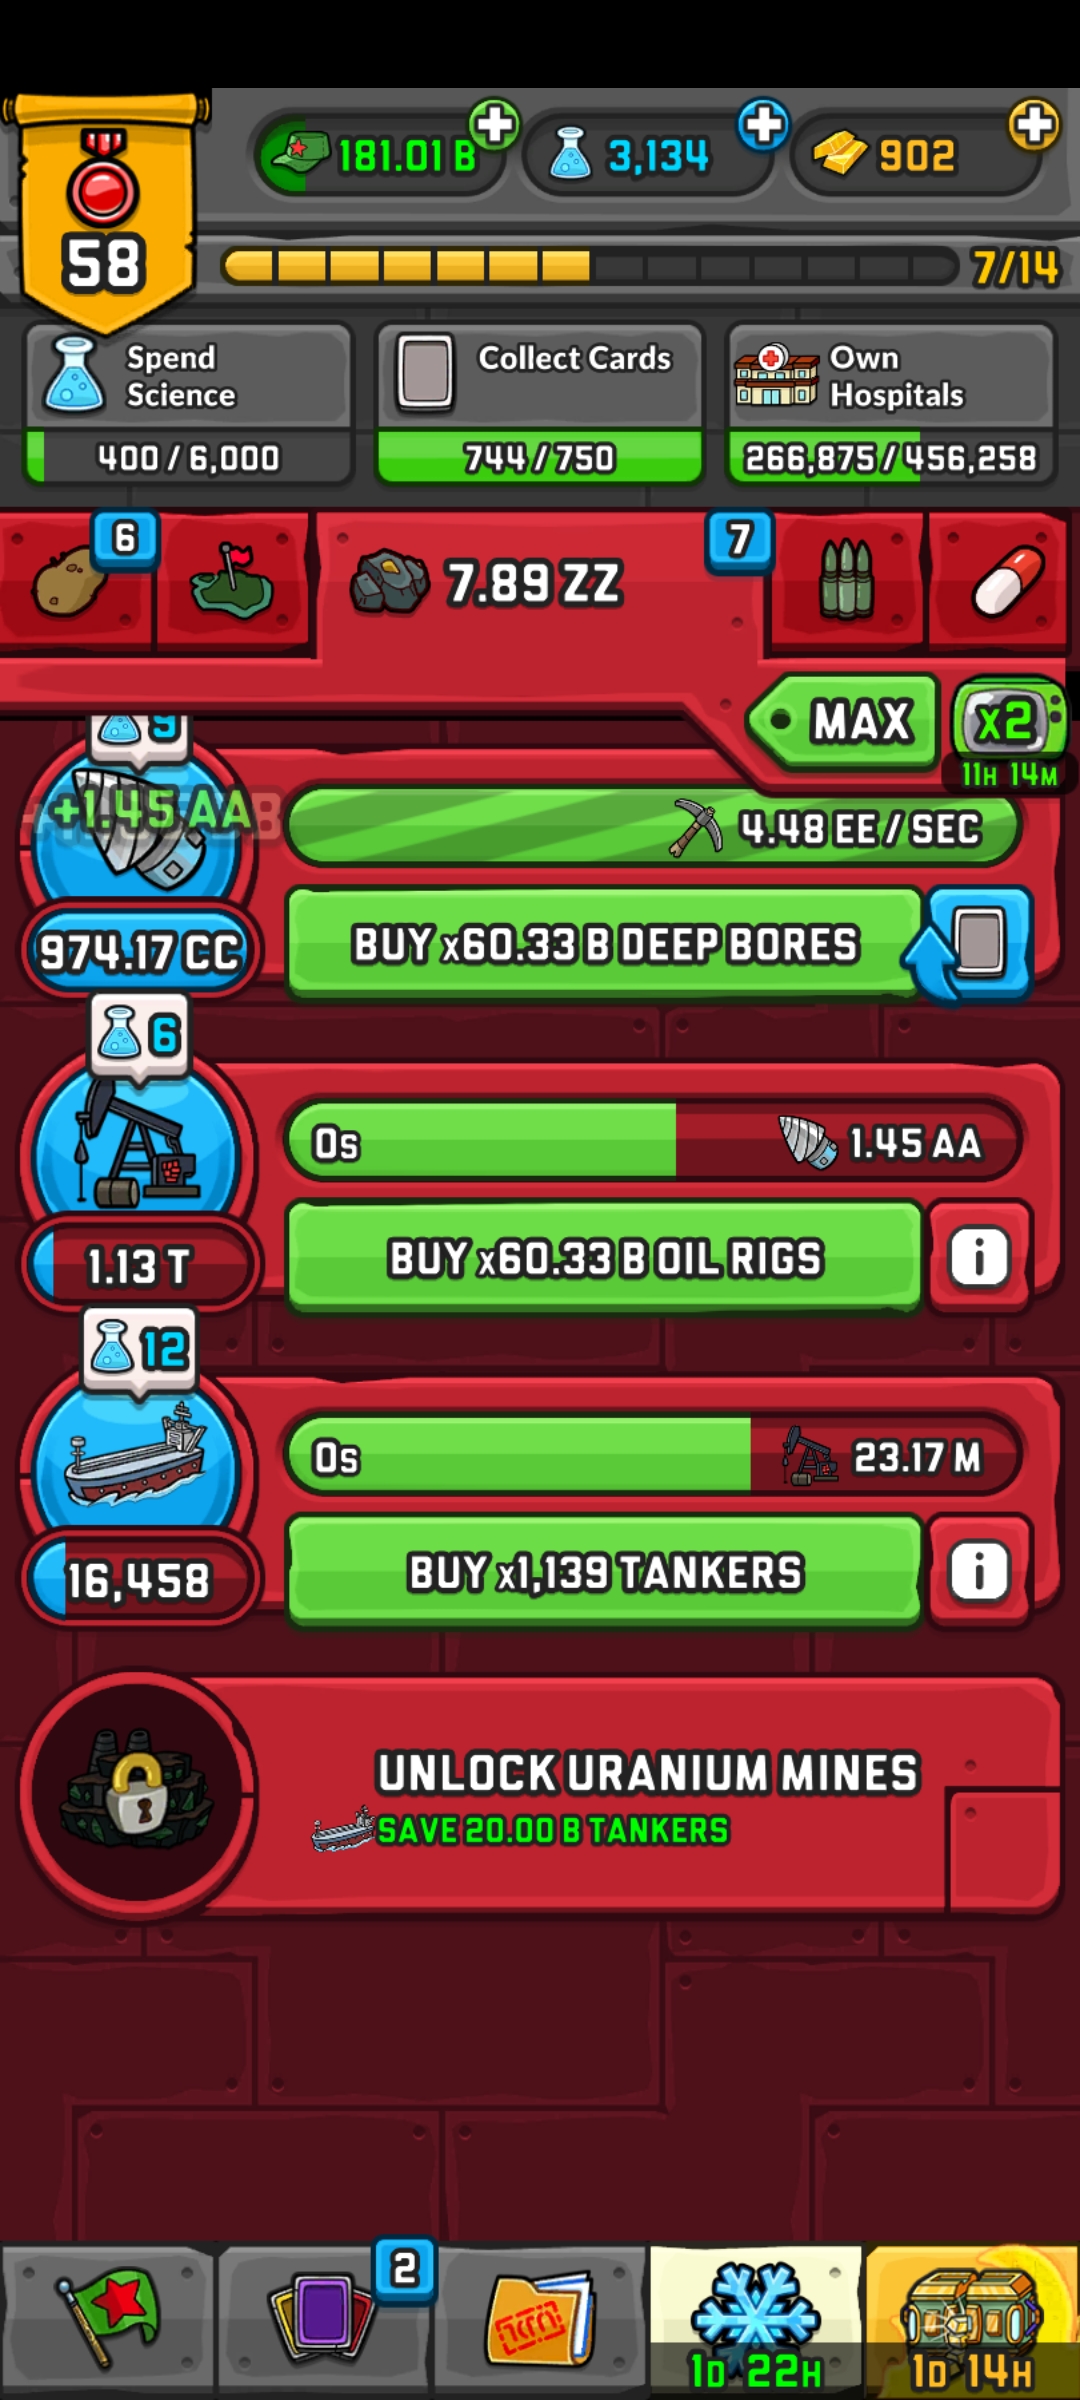 58
181.01 B
3,134
902
7/14
Spend
Science
400 / 6,000
Collect Cards
744 / 750
Own
Hospitals
266,875 / 456,258
6
7.89 ZZ
7
MAX
x2
11H 14M
9
+1.45 AA
4.48 EE / SEC
974.17 CC
BUY x60.33 B DEEP BORES
6
0s
1.45 AA
1.13 T
BUY x60.33 B OIL RIGS
i
12
0s
23.17 M
16,458
BUY x1,139 TANKERS
i
UNLOCK URANIUM MINES
SAVE 20.00 B TANKERS
2
1D 22H
1D 14H